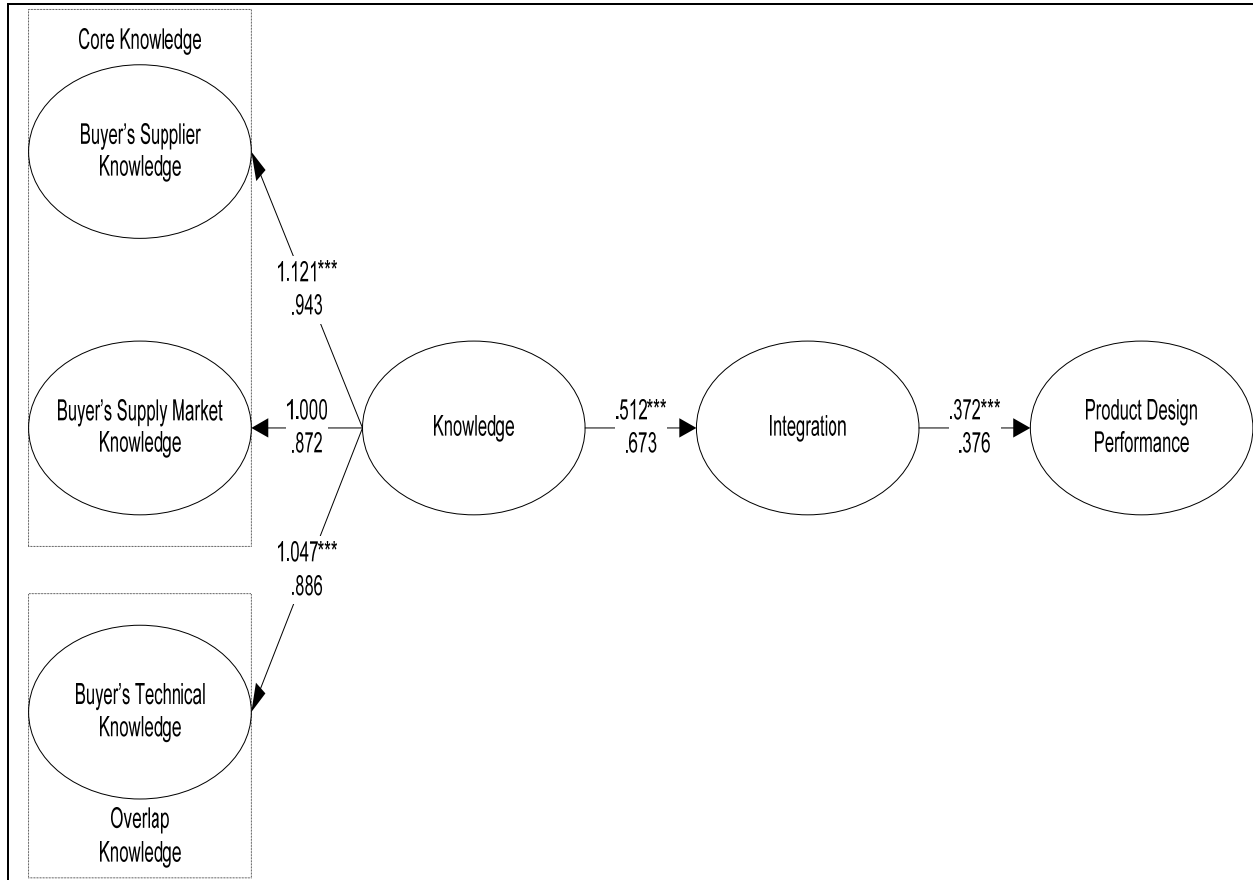 Core Knowledge
Buyer's Supplier
Knowledge
1.121***
.943
Buyer's Supply Market
Knowledge
1.000
.872
Knowledge
.512***
.673
Integration
.372***
.376
Product Design
Performance
1.047***
.886
Buyer's Technical
Knowledge
Overlap
Knowledge